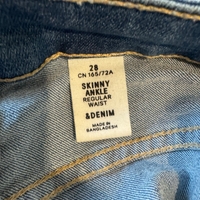 28
CN 165/72A
SKINNY
ANKLE
REGULAR
WAIST
&DENIM
MADE IN
BANGLADESH